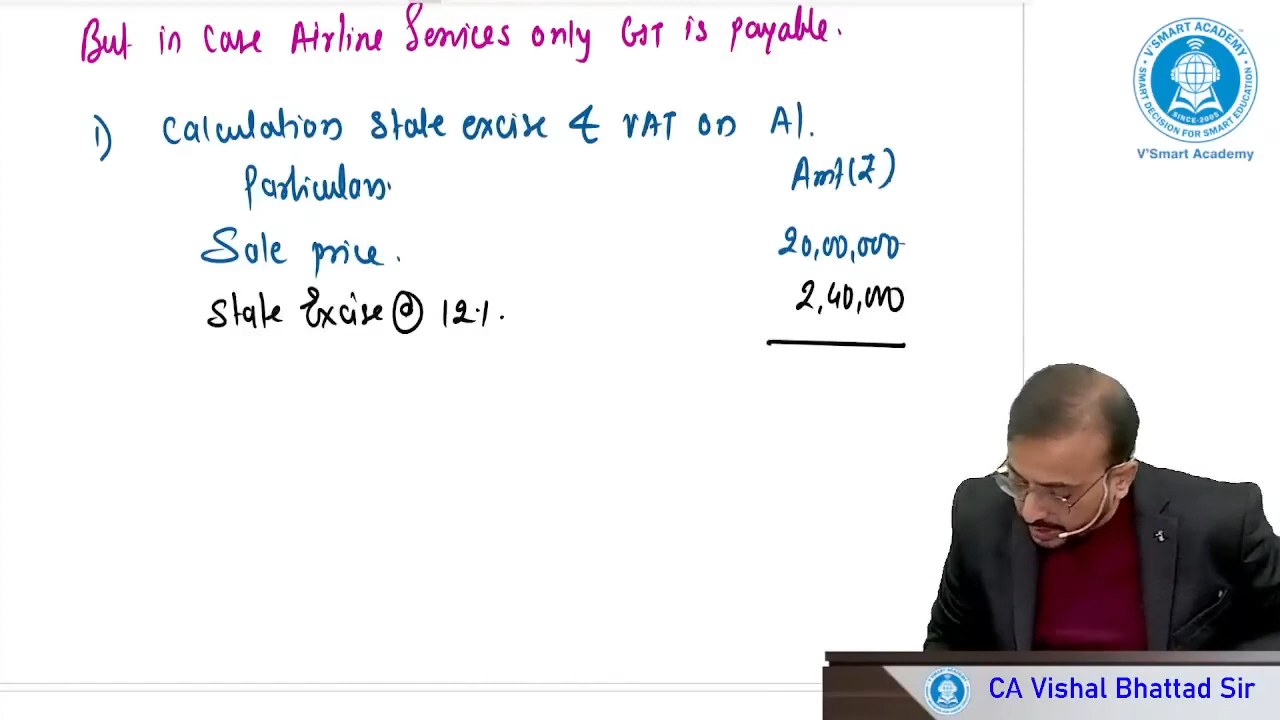 But in case Airline Services only GST is payable.
1) Calculation State excise & VAT on Al.
Particulars Amt(₹)
Sale price. 20,00,000
State Excise @ 12%. 2,40,000
V'SMART ACADEMY
SMART DECISION FOR SMART EDUCATION
SINCE-2005
V'Smart Academy
CA Vishal Bhattad Sir